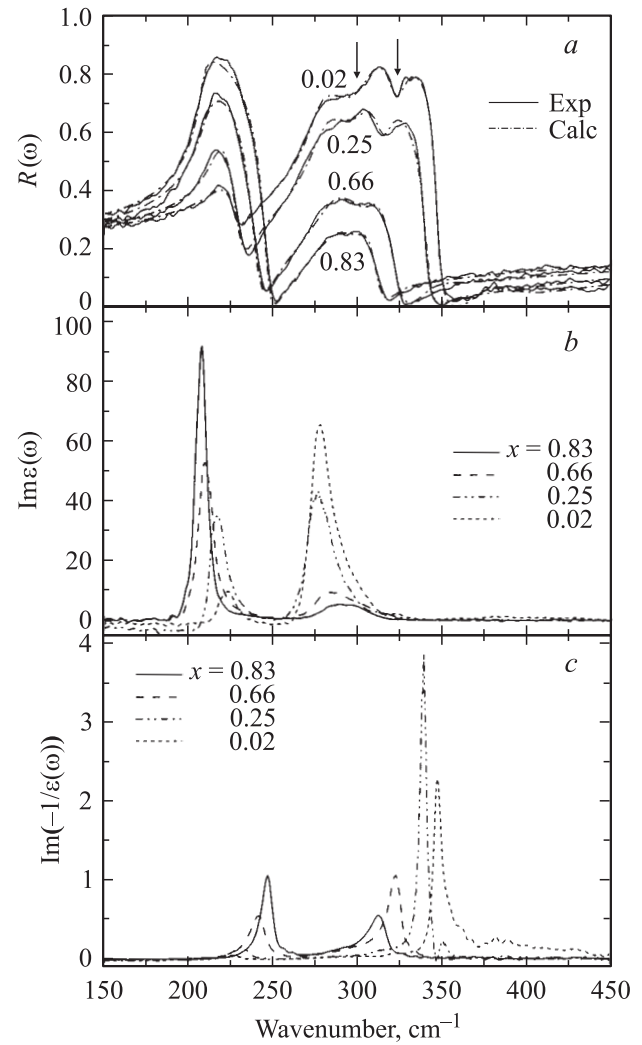 1.0
a
0.8
0.02
Exp
Calc
0.6
0.25
R(ω)
0.4
0.66
0.2
0.83
0
100
b
80
60
Im ε(ω)
x = 0.83
0.66
0.25
0.02
40
20
0
4
x = 0.83
0.66
0.25
0.02
c
3
2
Im(−1/ε(ω))
1
0
150 200 250 300 350 400 450
Wavenumber, cm⁻¹